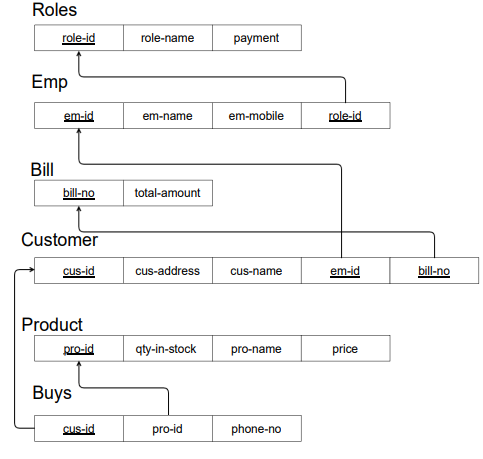 Roles
role-id role-name payment
Emp
em-id em-name em-mobile role-id
Bill
bill-no total-amount
Customer
cus-id cus-address cus-name em-id bill-no
Product
pro-id qty-in-stock pro-name price
Buys
cus-id pro-id phone-no